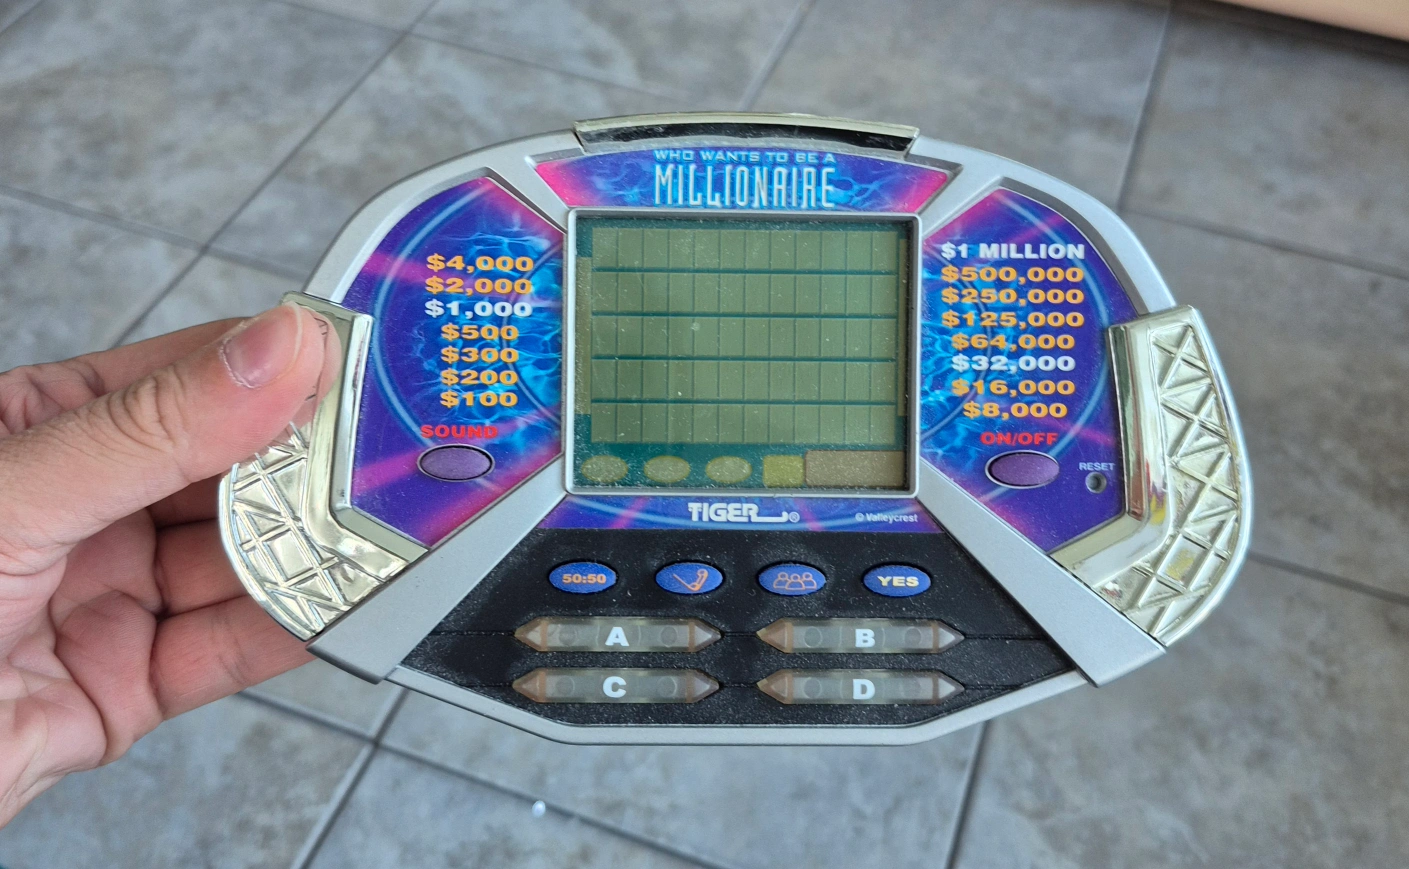 WHO WANTS TO BE A
MILLIONAIRE
$4,000
$2,000
$1,000
$500
$300
$200
$100
SOUND
$1 MILLION
$500,000
$250,000
$125,000
$64,000
$32,000
$16,000
$8,000
ON/OFF
RESET
TIGER®
© Valleycrest
50:50
YES
A
B
C
D